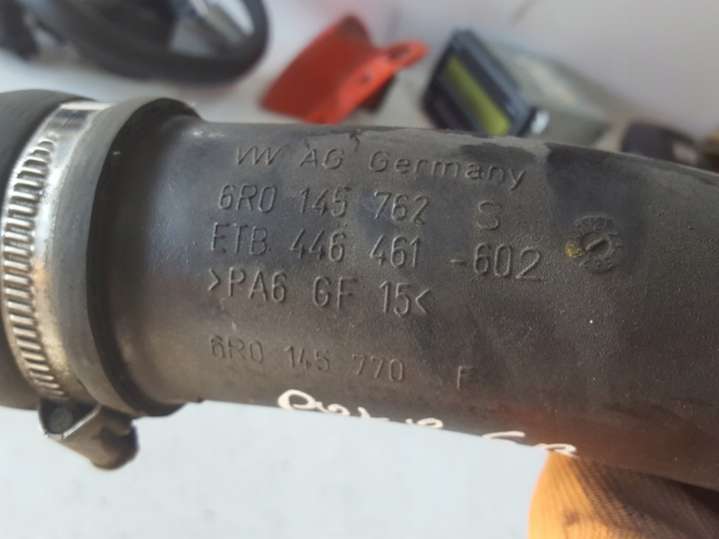 VW AG Germany
6R0 145 762 S
ETB 446 461 -602
>PA6 GF 15<
6R0 145 770 F